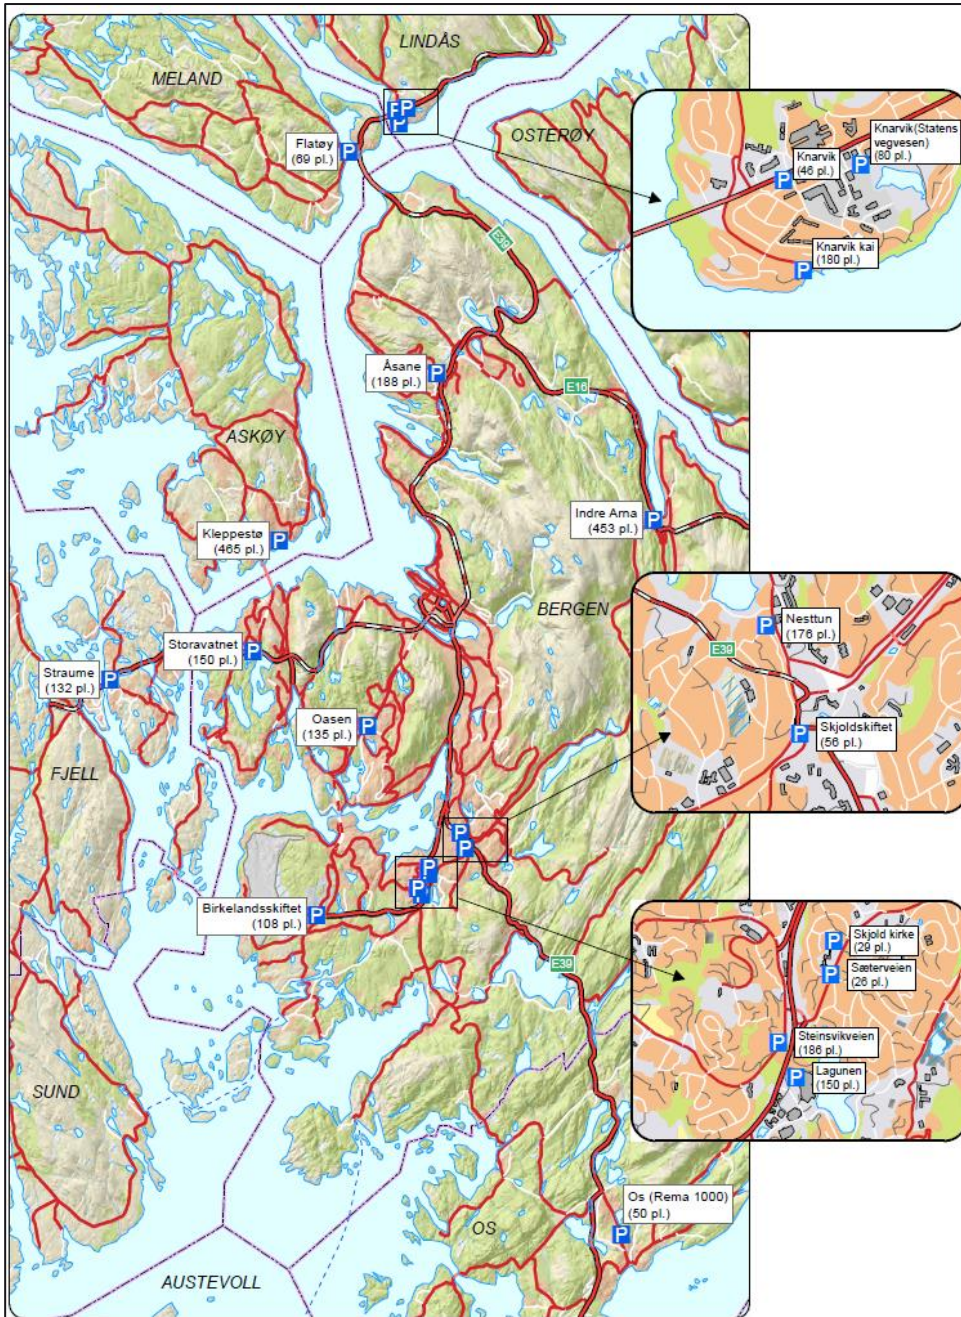 LINDÅS
MELAND
OSTERØY
Flatøy
(69 pl.)
Knarvik(Statens
vegvesen)
(80 pl.)
Knarvik
(46 pl.)
Knarvik kai
(180 pl.)
E39
Åsane
(188 pl.)
E16
ASKØY
Kleppestø
(465 pl.)
Indre Arna
(453 pl.)
BERGEN
Storavatnet
(150 pl.)
Straume
(132 pl.)
Oasen
(135 pl.)
Nesttun
(176 pl.)
E39
Skjoldskiftet
(56 pl.)
FJELL
Birkelandsskiftet
(108 pl.)
E39
Skjold kirke
(29 pl.)
Sæterveien
(26 pl.)
Steinsvikveien
(186 pl.)
Lagunen
(150 pl.)
SUND
Os (Rema 1000)
(50 pl.)
OS
AUSTEVOLL